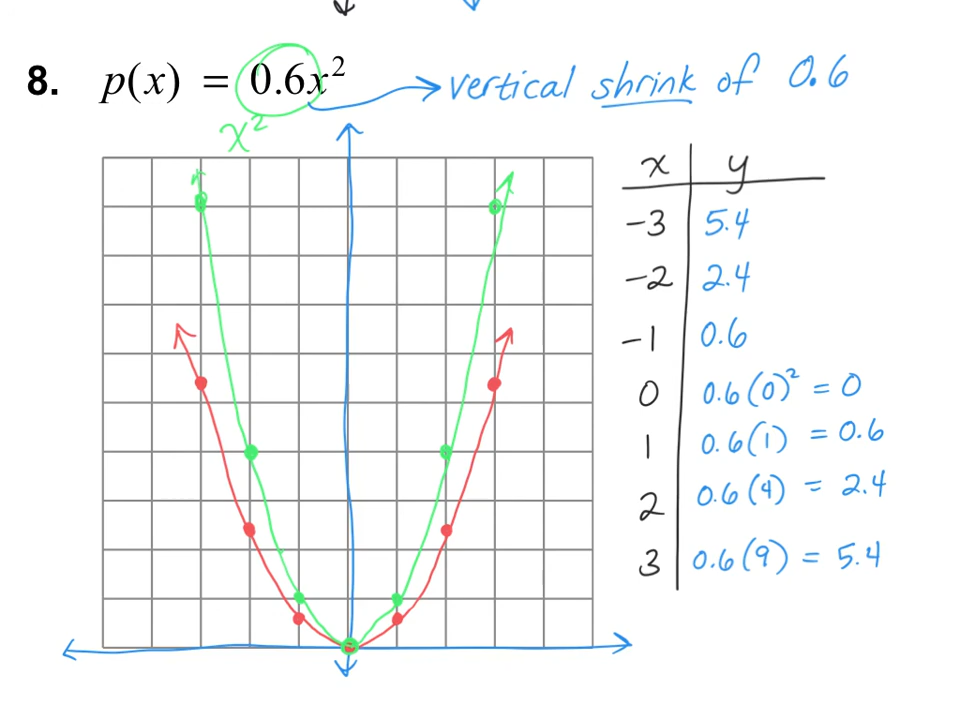 8. p(x) = 0.6x² → vertical shrink of 0.6
x²
x y
-3 5.4
-2 2.4
-1 0.6
0 0.6(0)² = 0
1 0.6(1) = 0.6
2 0.6(4) = 2.4
3 0.6(9) = 5.4